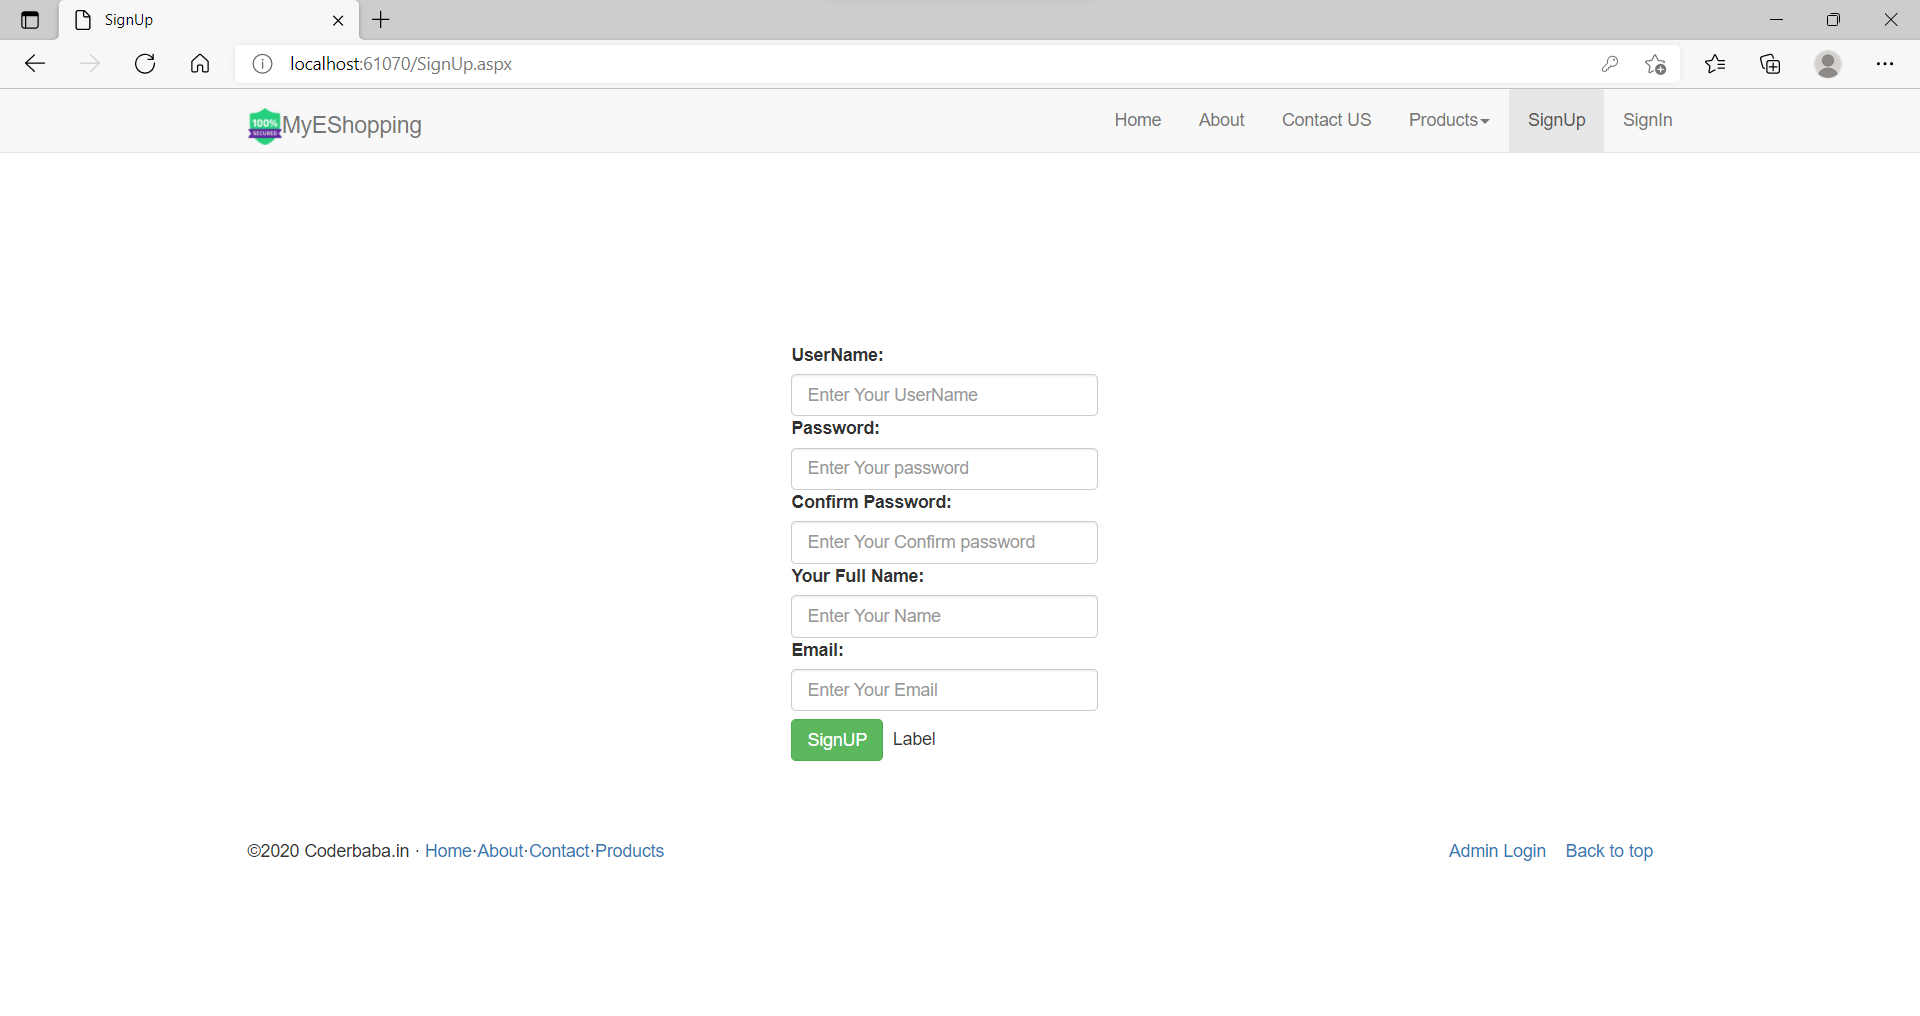 SignUp
localhost:61070/SignUp.aspx
100%
SECURED
MyEShopping
Home About Contact US Products SignUp SignIn
UserName:
Enter Your UserName
Password:
Enter Your password
Confirm Password:
Enter Your Confirm password
Your Full Name:
Enter Your Name
Email:
Enter Your Email
SignUP Label
©2020 Coderbaba.in · Home·About·Contact·Products Admin Login Back to top